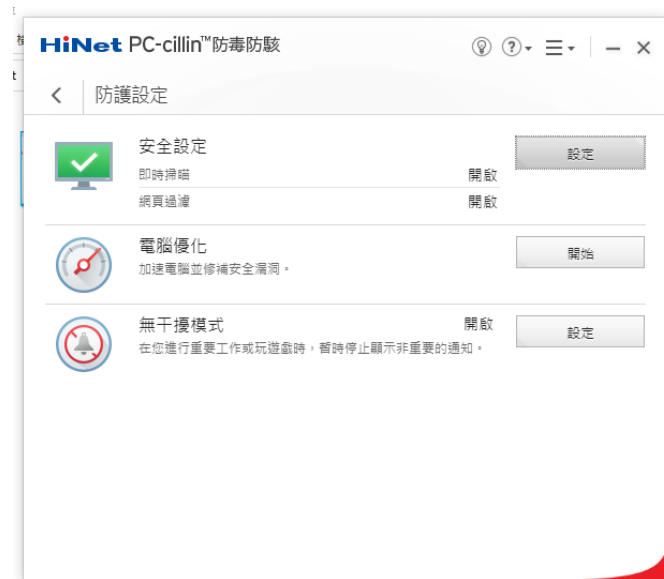 HiNet PC-cillin™防毒防駭
防護設定
安全設定
設定
即時掃瞄 開啟
網頁過濾 開啟
電腦優化
開始
加速電腦並修補安全漏洞。
無干擾模式 開啟
設定
在您進行重要工作或玩遊戲時，暫時停止顯示非重要的通知。